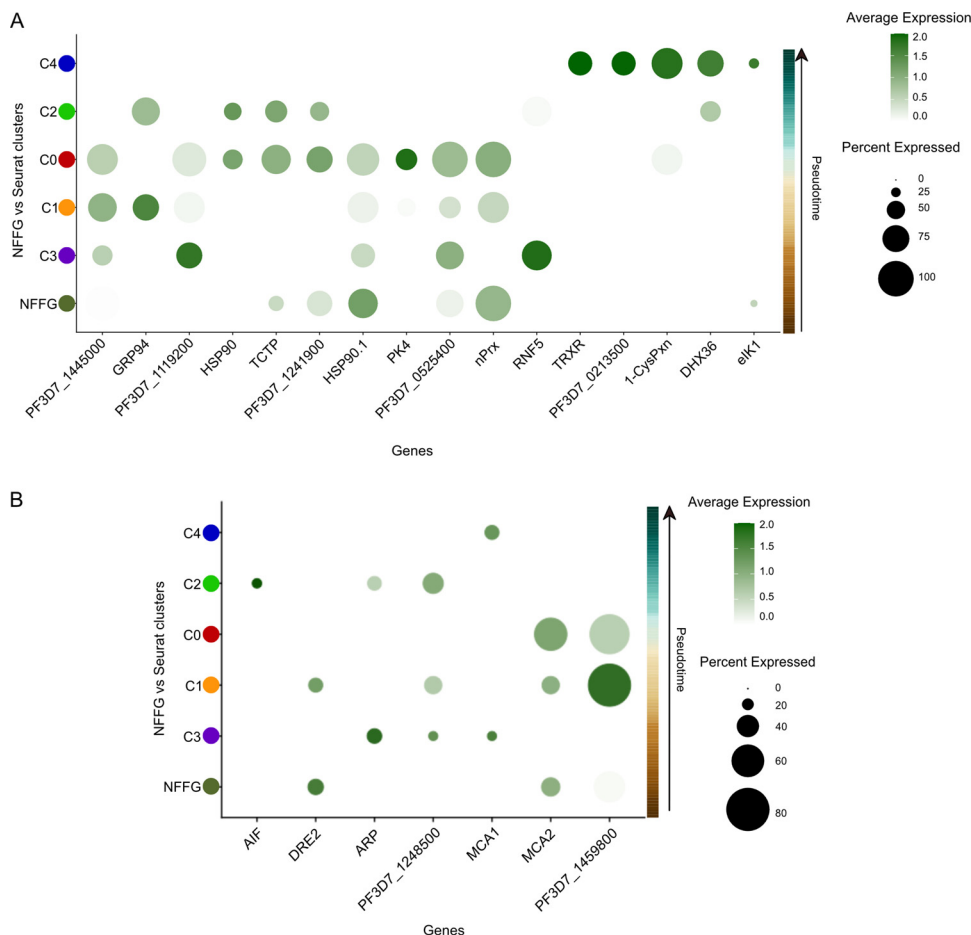 A
NFFG vs Seurat clusters
C4
C2
C0
C1
C3
NFFG
PF3D7_1445000
GRP94
PF3D7_1119200
HSP90
TCTP
PF3D7_1241900
HSP90.1
PK4
PF3D7_0525400
nPrx
RNF5
TRXR
PF3D7_0213500
1-CysPxn
DHX36
eIK1
Genes
Pseudotime
Average Expression
2.0
1.5
1.0
0.5
0.0
Percent Expressed
0
25
50
75
100
B
NFFG vs Seurat clusters
C4
C2
C0
C1
C3
NFFG
AIF
DRE2
ARP
PF3D7_1248500
MCA1
MCA2
PF3D7_1459800
Genes
Pseudotime
Average Expression
2.0
1.5
1.0
0.5
0.0
Percent Expressed
0
20
40
60
80